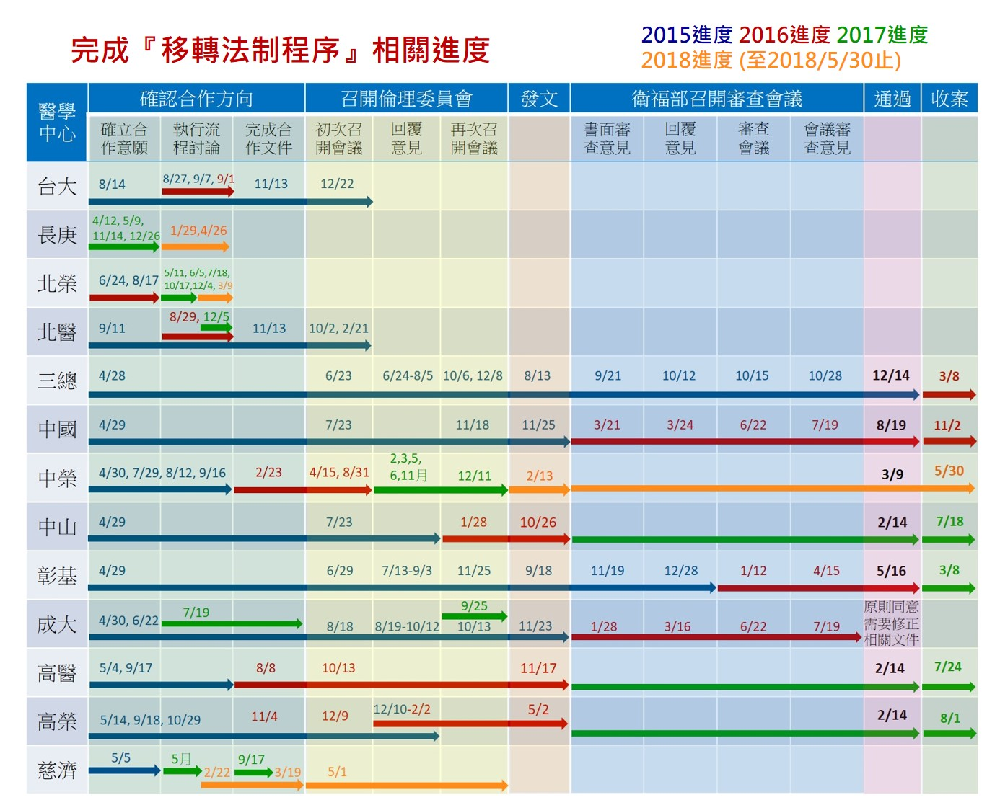 完成『移轉法制程序』相關進度
2015進度 2016進度 2017進度
2018進度 (至2018/5/30止)
醫學
中心
確認合作方向 召開倫理委員會 發文 衛福部召開審查會議 通過 收案
確立合 執行流 完成合 初次召 回覆 再次召 書面審 回覆 審查 會議審
作意願 程討論 作文件 開會議 意見 開會議 查意見 意見 會議 查意見
台大 8/14 8/27, 9/7, 9/1 11/13 12/22
長庚 4/12, 5/9,
11/14, 12/26 1/29,4/26
北榮 6/24, 8/17 5/11, 6/5,7/18,
10/17,12/4, 3/9
北醫 9/11 8/29, 12/5 11/13 10/2, 2/21
三總 4/28 6/23 6/24-8/5 10/6, 12/8 8/13 9/21 10/12 10/15 10/28 12/14 3/8
中國 4/29 7/23 11/18 11/25 3/21 3/24 6/22 7/19 8/19 11/2
中榮 4/30, 7/29, 8/12, 9/16 2/23 4/15, 8/31 2,3,5,
6,11月 12/11 2/13 3/9 5/30
中山 4/29 7/23 1/28 10/26 2/14 7/18
彰基 4/29 6/29 7/13-9/3 11/25 9/18 11/19 12/28 1/12 4/15 5/16 3/8
成大 4/30, 6/22 7/19 8/18 8/19-10/12 9/25
10/13 11/23 1/28 3/16 6/22 7/19 原則同意
需要修正
相關文件
高醫 5/4, 9/17 8/8 10/13 11/17 2/14 7/24
高榮 5/14, 9/18, 10/29 11/4 12/9 12/10-2/2 5/2 2/14 8/1
慈濟 5/5 5月 2/22 9/17 3/19 5/1